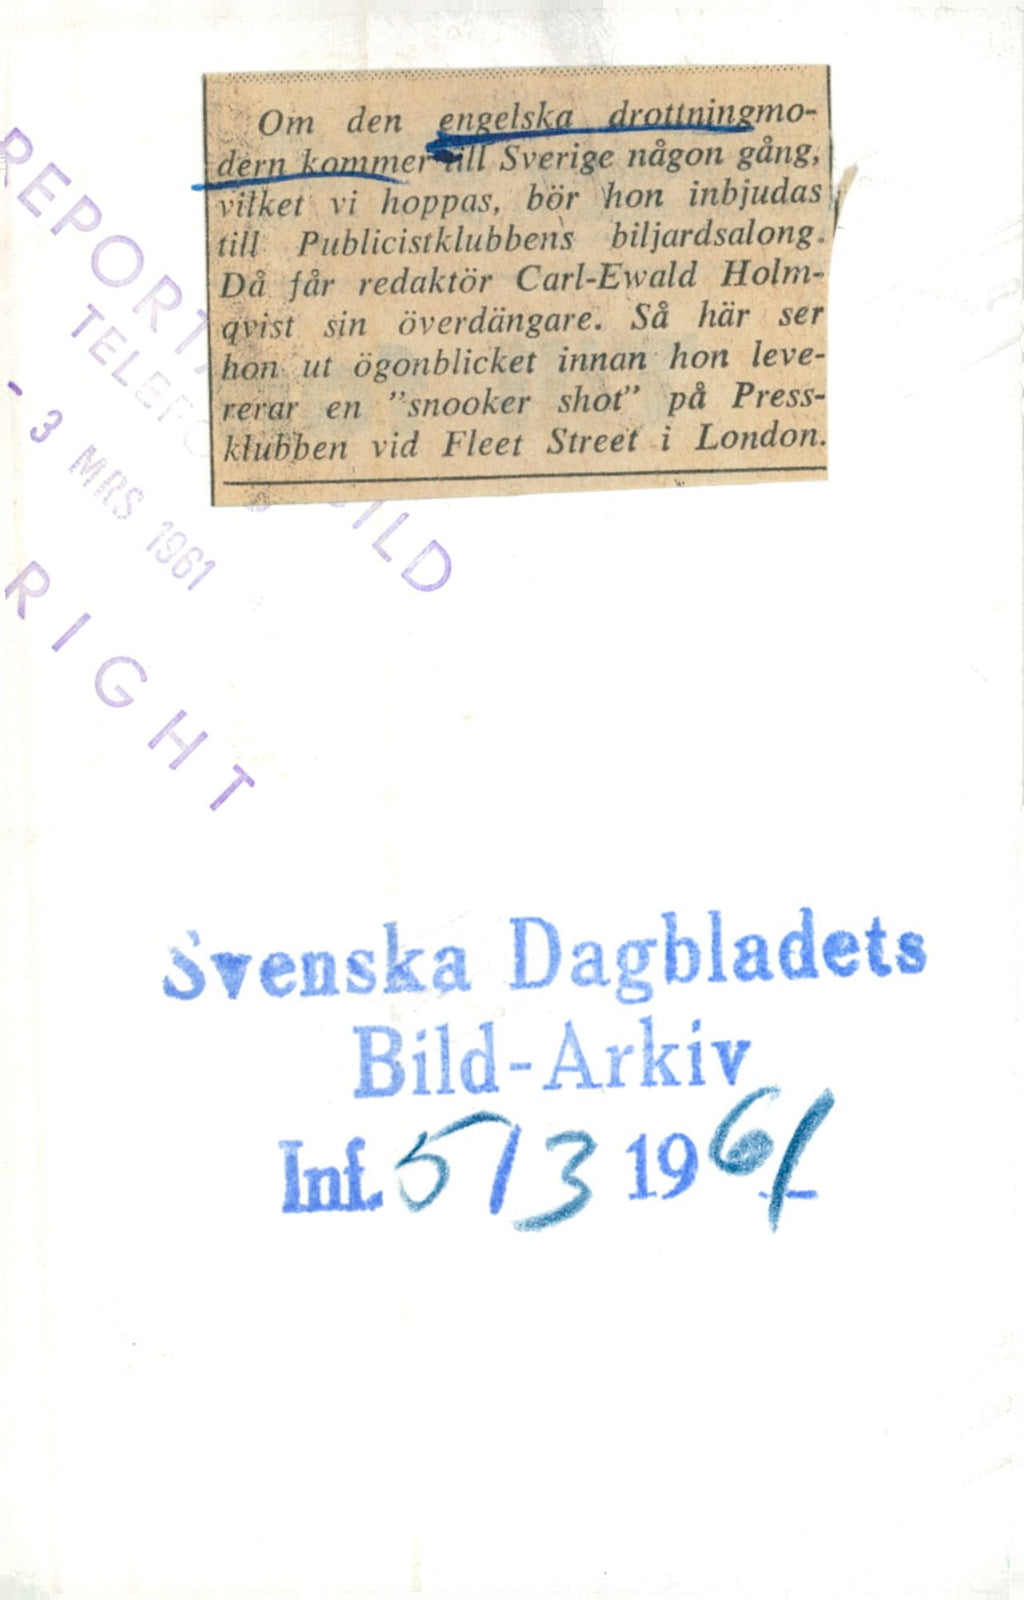 Om den engelska drottningmo-
dern kommer till Sverige någon gång,
vilket vi hoppas, bör hon inbjudas
till Publicistklubbens biljardsalong.
Då får redaktör Carl-Ewald Holm-
qvist sin överdängare. Så här ser
hon ut ögonblicket innan hon leve-
rerar en ”snooker shot” på Press-
klubben vid Fleet Street i London.
REPORT
TELEF
ILD
- 3 MRS 1961
RIGHT
Svenska Dagbladets
Bild-Arkiv
Inf. 5/3 1961